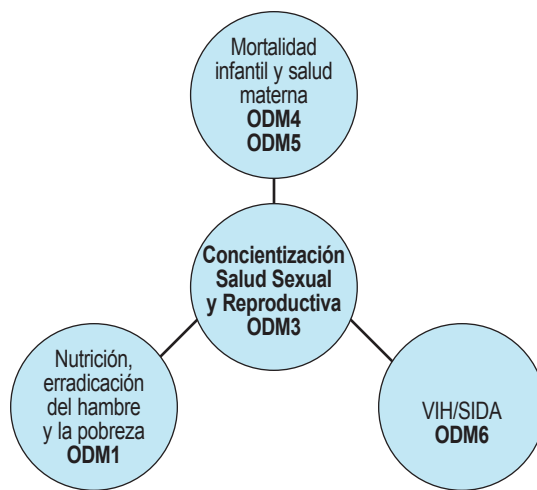 Mortalidad
infantil y salud
materna
ODM4
ODM5
Concientización
Salud Sexual
y Reproductiva
ODM3
Nutrición,
erradicación
del hambre
y la pobreza
ODM1
VIH/SIDA
ODM6